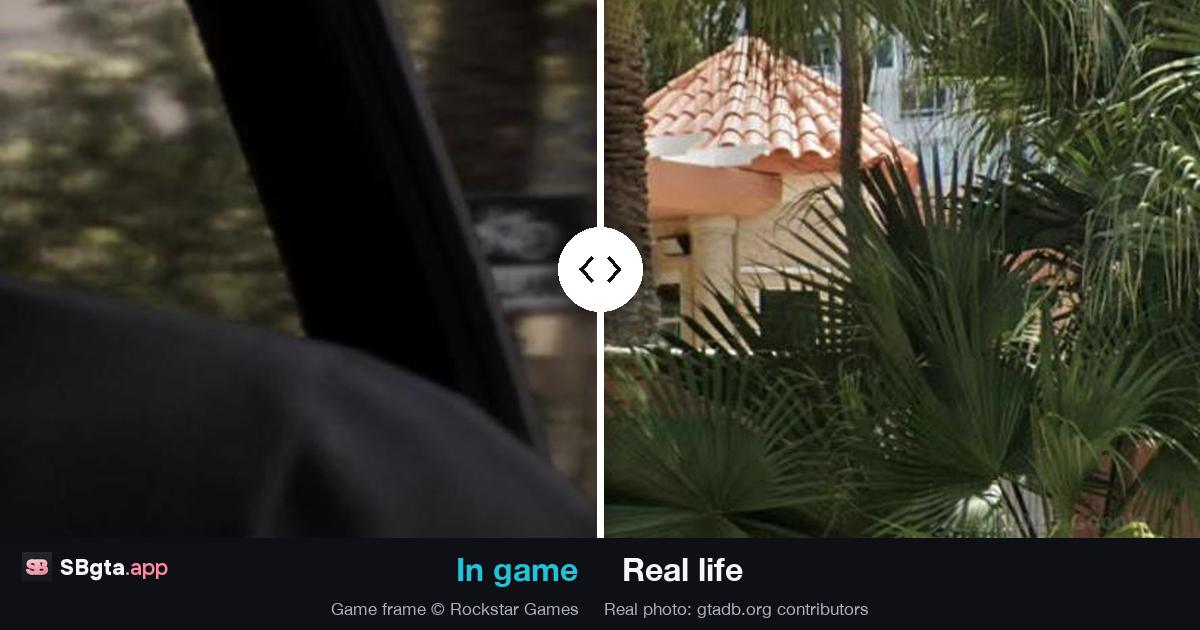 SB SBgta.app
In game
Real life
Game frame © Rockstar Games
Real photo: gtadb.org contributors